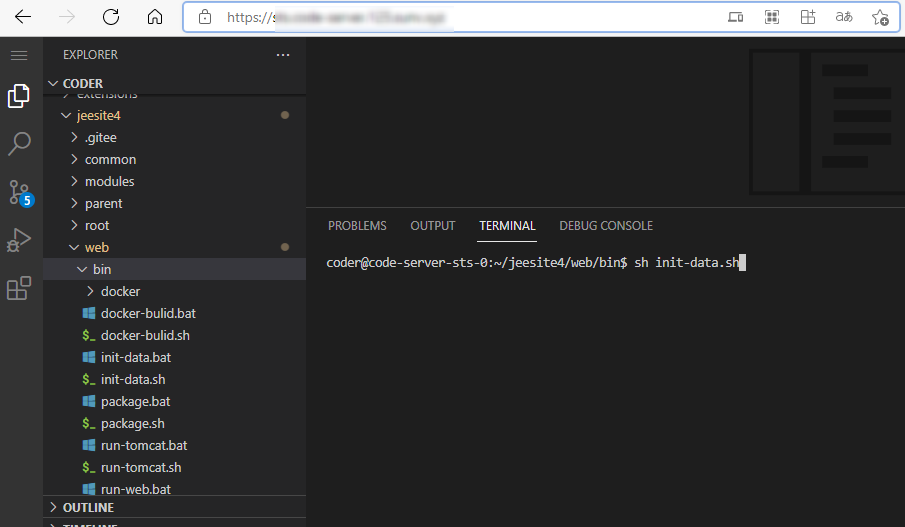 https://
aあ
EXPLORER
CODER
extensions
jeesite4
.gitee
common
modules
parent
root
5
web
bin
docker
docker-bulid.bat
docker-bulid.sh
init-data.bat
init-data.sh
package.bat
package.sh
run-tomcat.bat
run-tomcat.sh
run-web.bat
OUTLINE
TIMELINE
PROBLEMS OUTPUT TERMINAL DEBUG CONSOLE
coder@code-server-sts-0:~/jeesite4/web/bin$ sh init-data.sh